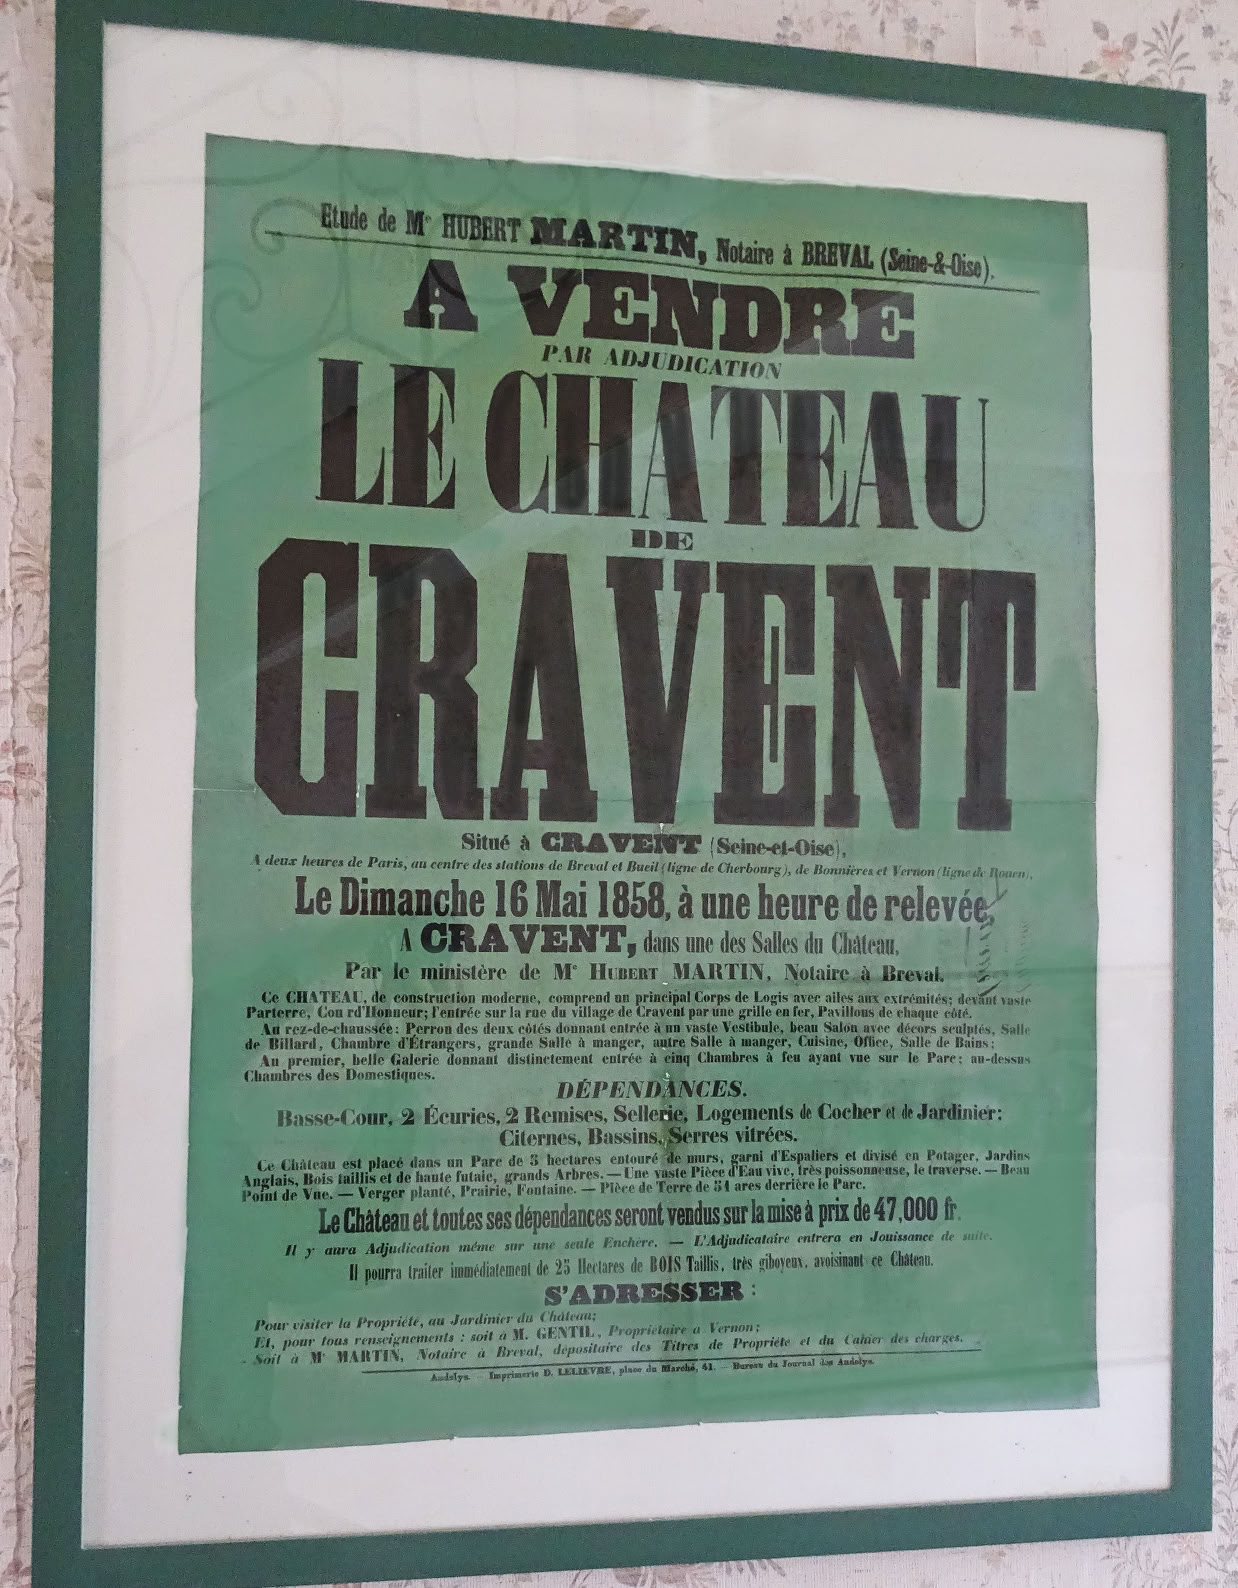 Etude de Me HUBERT MARTIN, Notaire à BREVAL (Seine-&-Oise).
A VENDRE
PAR ADJUDICATION
LE CHATEAU
DE
CRAVENT
Situé à CRAVENT (Seine-et-Oise),
A deux heures de Paris, au centre des stations de Breval et Bueil (ligne de Cherbourg), de Bonnières et Vernon (ligne de Rouen),
Le Dimanche 16 Mai 1858, à une heure de relevée,
A CRAVENT, dans une des Salles du Château,
Par le ministère de Me HUBERT MARTIN, Notaire à Breval.
Ce CHATEAU, de construction moderne, comprend un principal Corps de Logis avec ailes aux extrémités; devant vaste
Parterre, Cou rd'Honneur; l'entrée sur la rue du village de Cravent par une grille en fer, Pavillons de chaque côté.
Au rez-de-chaussée: Perron des deux côtés donnant entrée à un vaste Vestibule, beau Salon avec décors sculptés, Salle
de Billard, Chambre d'Étrangers, grande Salle à manger, autre Salle à manger, Cuisine, Office, Salle de Bains;
Au premier, belle Galerie donnant distinctement entrée à cinq Chambres à feu ayant vue sur le Parc; au-dessus
Chambres des Domestiques.
DÉPENDANCES.
Basse-Cour, 2 Écuries, 2 Remises, Sellerie, Logements de Cocher et de Jardinier;
Citernes, Bassins, Serres vitrées.
Ce Château est placé dans un Parc de 3 hectares entouré de murs, garni d'Espaliers et divisé en Potager, Jardins
Anglais, Bois taillis et de haute futaie, grands Arbres. — Une vaste Pièce d'Eau vive, très poissonneuse, le traverse. — Beau
Point de Vue. — Verger planté, Prairie, Fontaine. — Pièce de Terre de 51 ares derrière le Parc.
Le Château et toutes ses dépendances seront vendus sur la mise à prix de 47,000 fr.
Il y aura Adjudication même sur une seule Enchère. — L'Adjudicataire entrera en Jouissance de suite.
Il pourra traiter immédiatement de 25 Hectares de BOIS Taillis, très giboyeux, avoisinant ce Château.
S'ADRESSER :
Pour visiter la Propriété, au Jardinier du Château;
Et, pour tous renseignements : soit à M. GENTIL, Propriétaire à Vernon;
Soit à Me MARTIN, Notaire à Breval, dépositaire des Titres de Propriété et du Cahier des charges.
Andelys. — Imprimerie D. LELIEVRE, place du Marché, 41. — Bureau du Journal des Andelys.